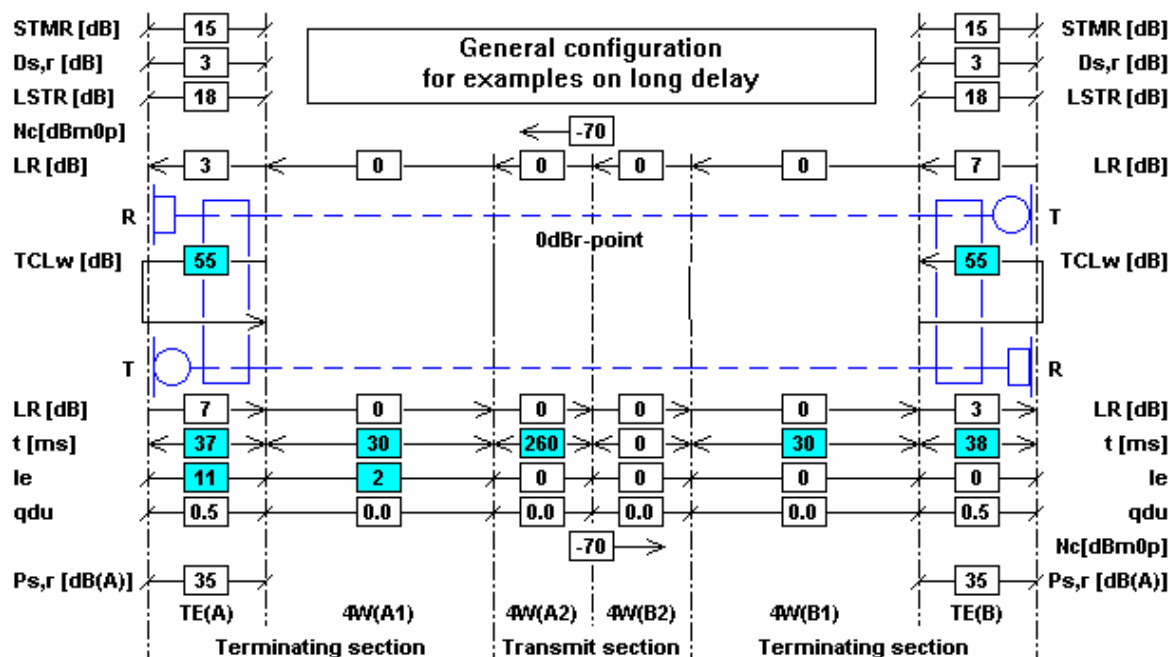 STMR [dB] 15 15 STMR [dB]
General configuration
for examples on long delay
Ds,r [dB] 3 3 Ds,r [dB]
LSTR [dB] 18 18 LSTR [dB]
Nc[dBm0p] -70
LR [dB] 3 0 0 0 0 7 LR [dB]
R T
0dBr-point
TCLw [dB] 55 55 TCLw [dB]
T R
LR [dB] 7 0 0 0 0 3 LR [dB]
t [ms] 37 30 260 0 30 38 t [ms]
Ie 11 2 0 0 0 0 Ie
qdu 0.5 0.0 0.0 0.0 0.0 0.5 qdu
-70 Nc[dBm0p]
Ps,r [dB(A)] 35 35 Ps,r [dB(A)]
TE(A) 4W(A1) 4W(A2) 4W(B2) 4W(B1) TE(B)
Terminating section Transmit section Terminating section